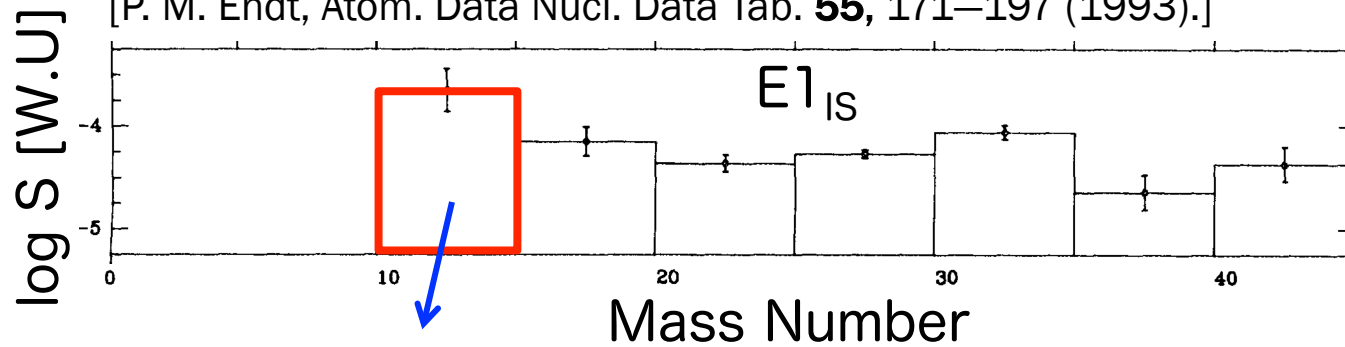 [P. M. Endt, Atom. Data Nucl. Data Tab. 55, 171—197 (1993).]
log S [W.U]
E1IS
-4
-5
0 10 20 30 40
Mass Number